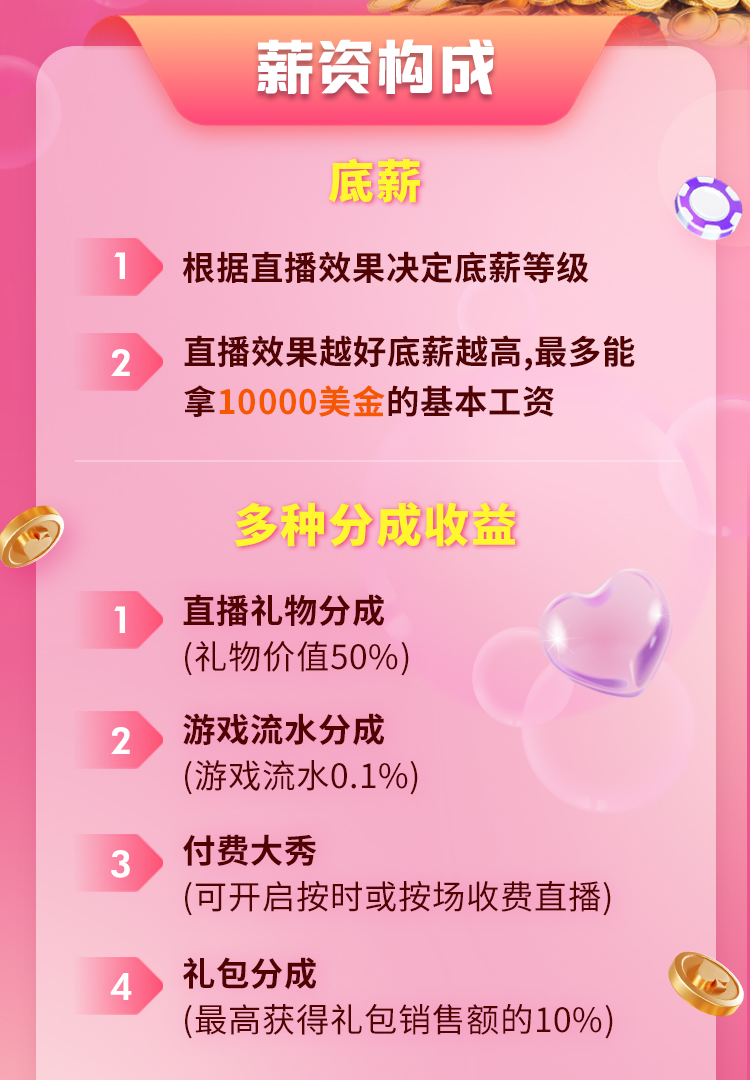 薪资构成
底薪
1 根据直播效果决定底薪等级
2 直播效果越好底薪越高,最多能
拿10000美金的基本工资
多种分成收益
1 直播礼物分成
(礼物价值50%)
2 游戏流水分成
(游戏流水0.1%)
3 付费大秀
(可开启按时或按场收费直播)
4 礼包分成
(最高获得礼包销售额的10%)